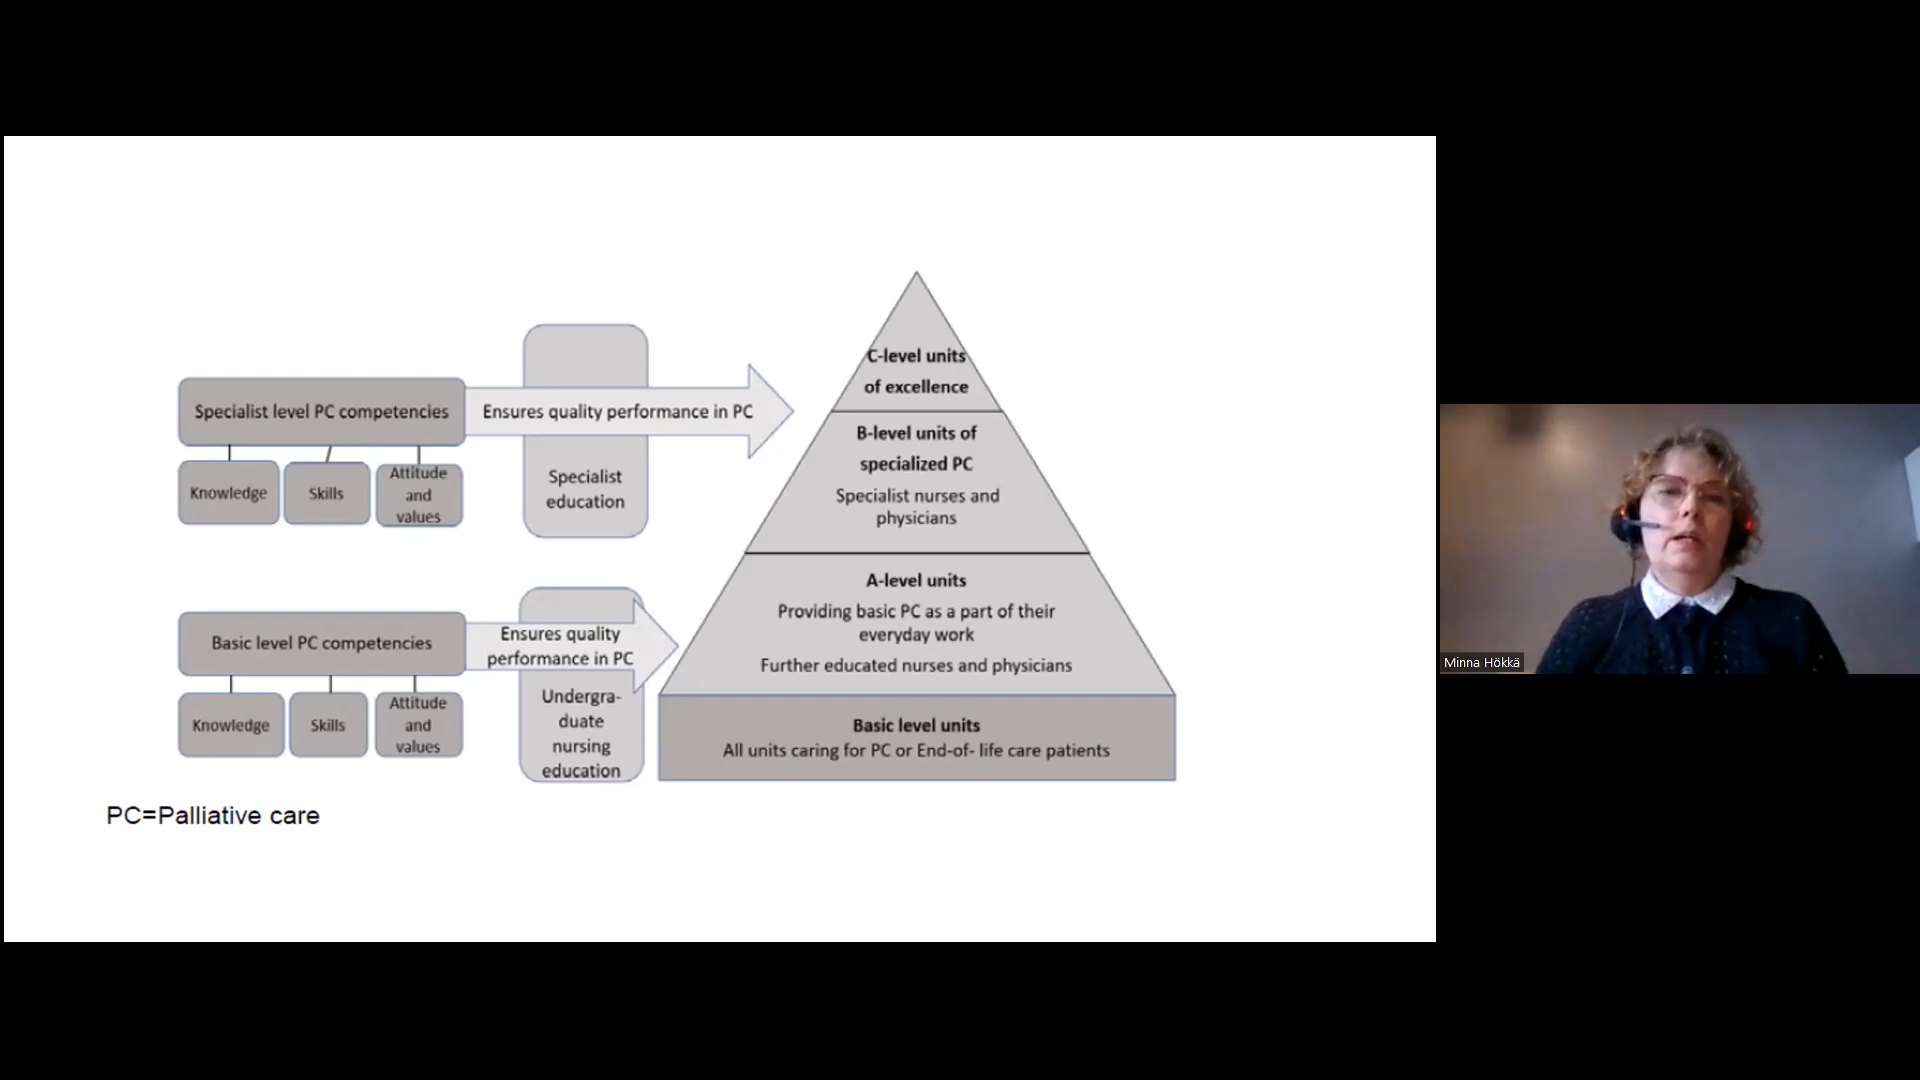 Specialist level PC competencies
Knowledge
Skills
Attitude
and
values
Ensures quality performance in PC
Specialist
education
Basic level PC competencies
Knowledge
Skills
Attitude
and
values
Ensures quality
performance in PC
Undergra-
duate
nursing
education
C-level units
of excellence
B-level units of
specialized PC
Specialist nurses and
physicians
A-level units
Providing basic PC as a part of their
everyday work
Further educated nurses and physicians
Basic level units
All units caring for PC or End-of- life care patients
PC=Palliative care
Minna Hökkä